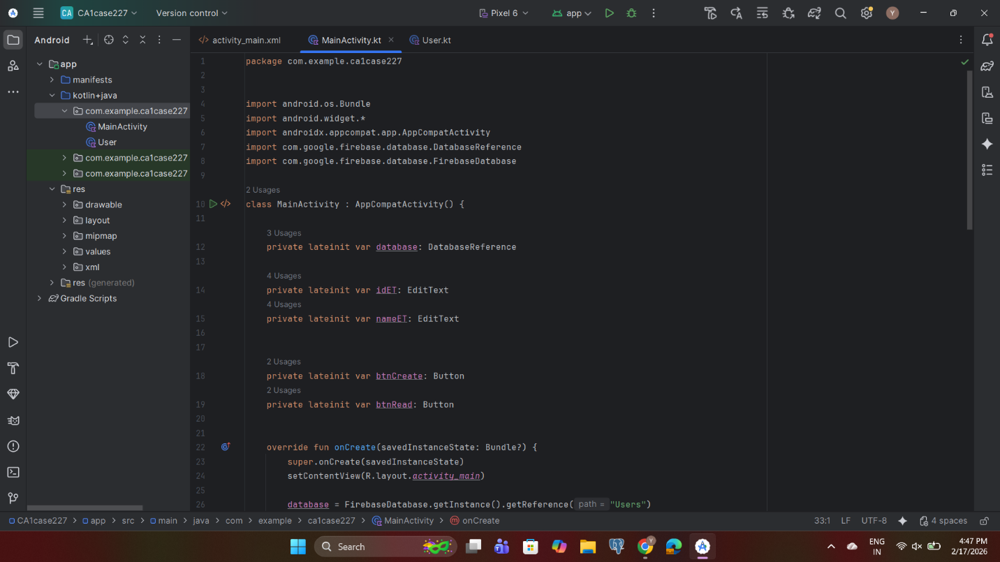 CA CA1case227
Version control
Pixel 6
app
Y
Android
activity_main.xml
MainActivity.kt
User.kt
app
manifests
kotlin+java
com.example.ca1case227
MainActivity
User
com.example.ca1case227
com.example.ca1case227
res
drawable
layout
mipmap
values
xml
res (generated)
Gradle Scripts
1 package com.example.ca1case227
2
3
4 import android.os.Bundle
5 import android.widget.*
6 import androidx.appcompat.app.AppCompatActivity
7 import com.google.firebase.database.DatabaseReference
8 import com.google.firebase.database.FirebaseDatabase
9
2 Usages
10 class MainActivity : AppCompatActivity() {
11
3 Usages
12 private lateinit var database: DatabaseReference
13
4 Usages
14 private lateinit var idET: EditText
4 Usages
15 private lateinit var nameET: EditText
16
17
2 Usages
18 private lateinit var btnCreate: Button
2 Usages
19 private lateinit var btnRead: Button
20
21
22 override fun onCreate(savedInstanceState: Bundle?) {
23 super.onCreate(savedInstanceState)
24 setContentView(R.layout.activity_main)
25
26 database = FirebaseDatabase.getInstance().getReference( path = "Users")
CA1case227 > app > src > main > java > com > example > ca1case227 > MainActivity > onCreate
33:1 LF UTF-8 4 spaces
Search
Y
ENG
IN
4:47 PM
2/17/2026